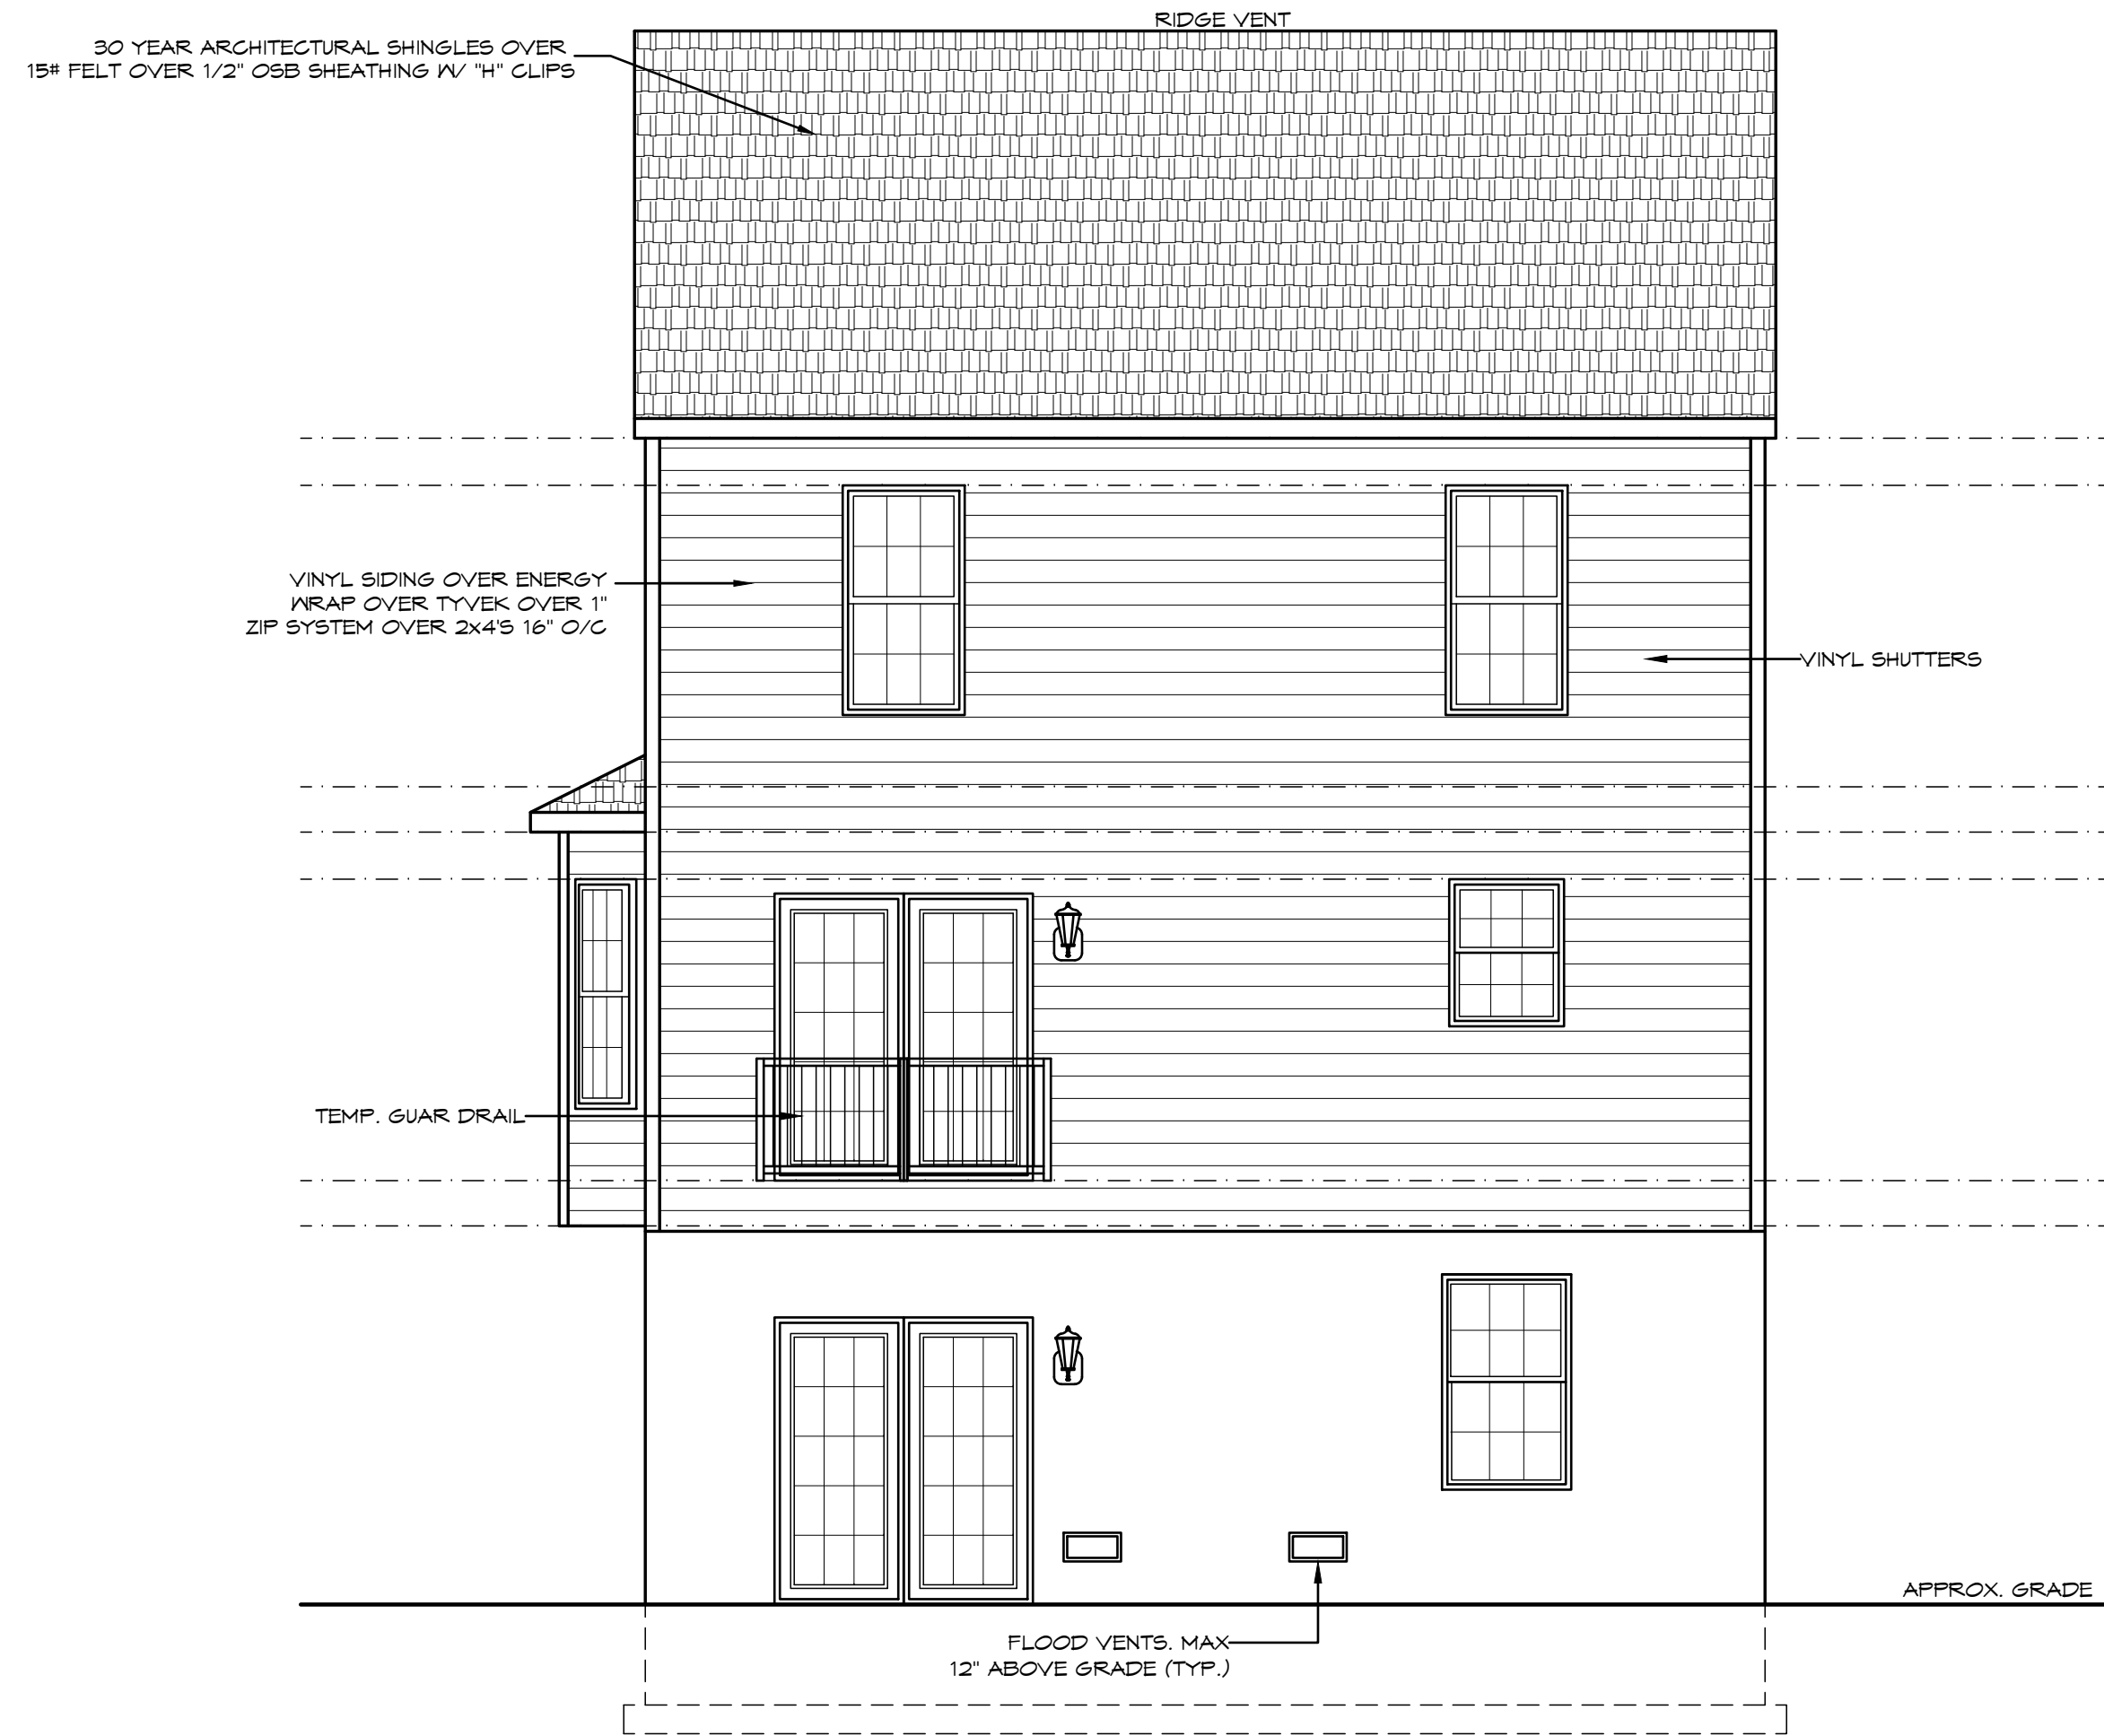 RIDGE VENT
30 YEAR ARCHITECTURAL SHINGLES OVER
15# FELT OVER 1/2" OSB SHEATHING W/ "H" CLIPS
VINYL SIDING OVER ENERGY
WRAP OVER TYVEK OVER 1"
ZIP SYSTEM OVER 2x4'S 16" O/C
VINYL SHUTTERS
TEMP. GUAR DRAIL
APPROX. GRADE
FLOOD VENTS. MAX
12" ABOVE GRADE (TYP.)